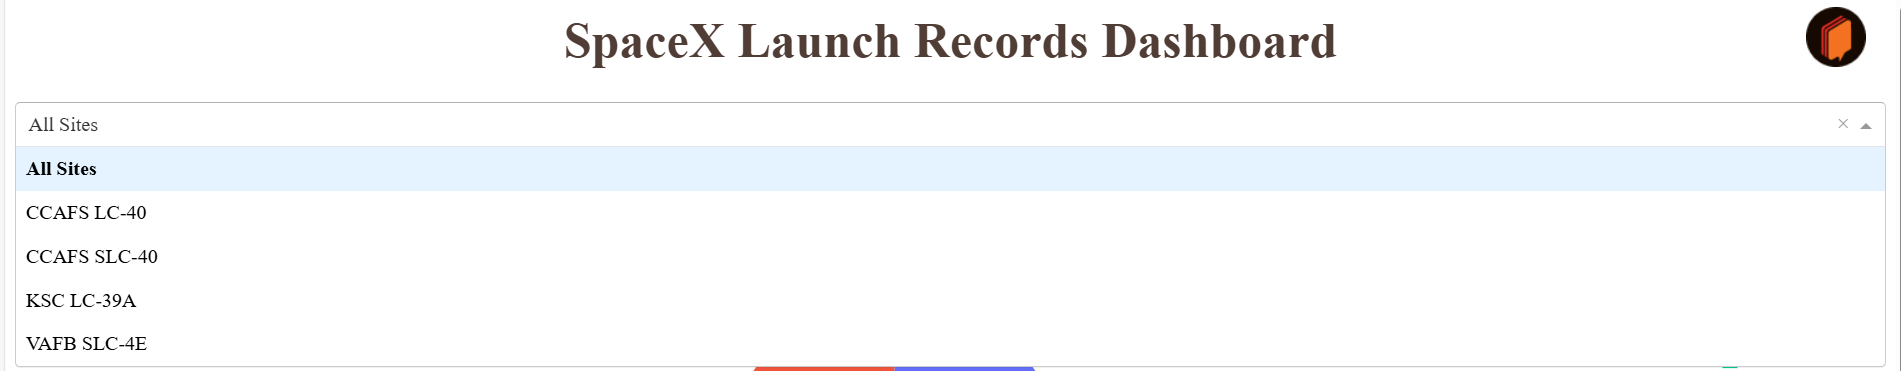 SpaceX Launch Records Dashboard
All Sites
All Sites
CCAFS LC-40
CCAFS SLC-40
KSC LC-39A
VAFB SLC-4E